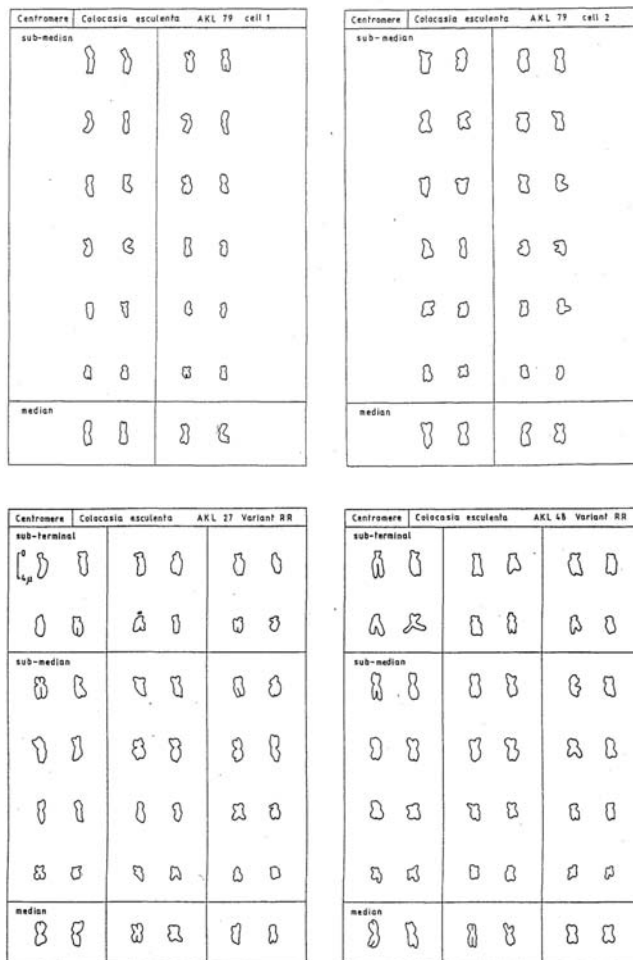 Centromere Colocasia esculenta AKL 79 cell 1
sub-median
median
Centromere Colocasia esculenta AKL 79 cell 2
sub-median
median
Centromere Colocasia esculenta AKL 27 Variant RR
sub-terminal
0
4µ
sub-median
median
Centromere Colocasia esculenta AKL 48 Variant RR
sub-terminal
sub-median
median